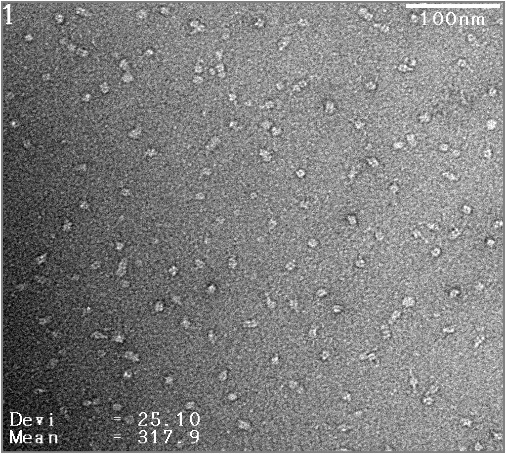 1
100nm
Devi = 25.10
Mean = 317.9